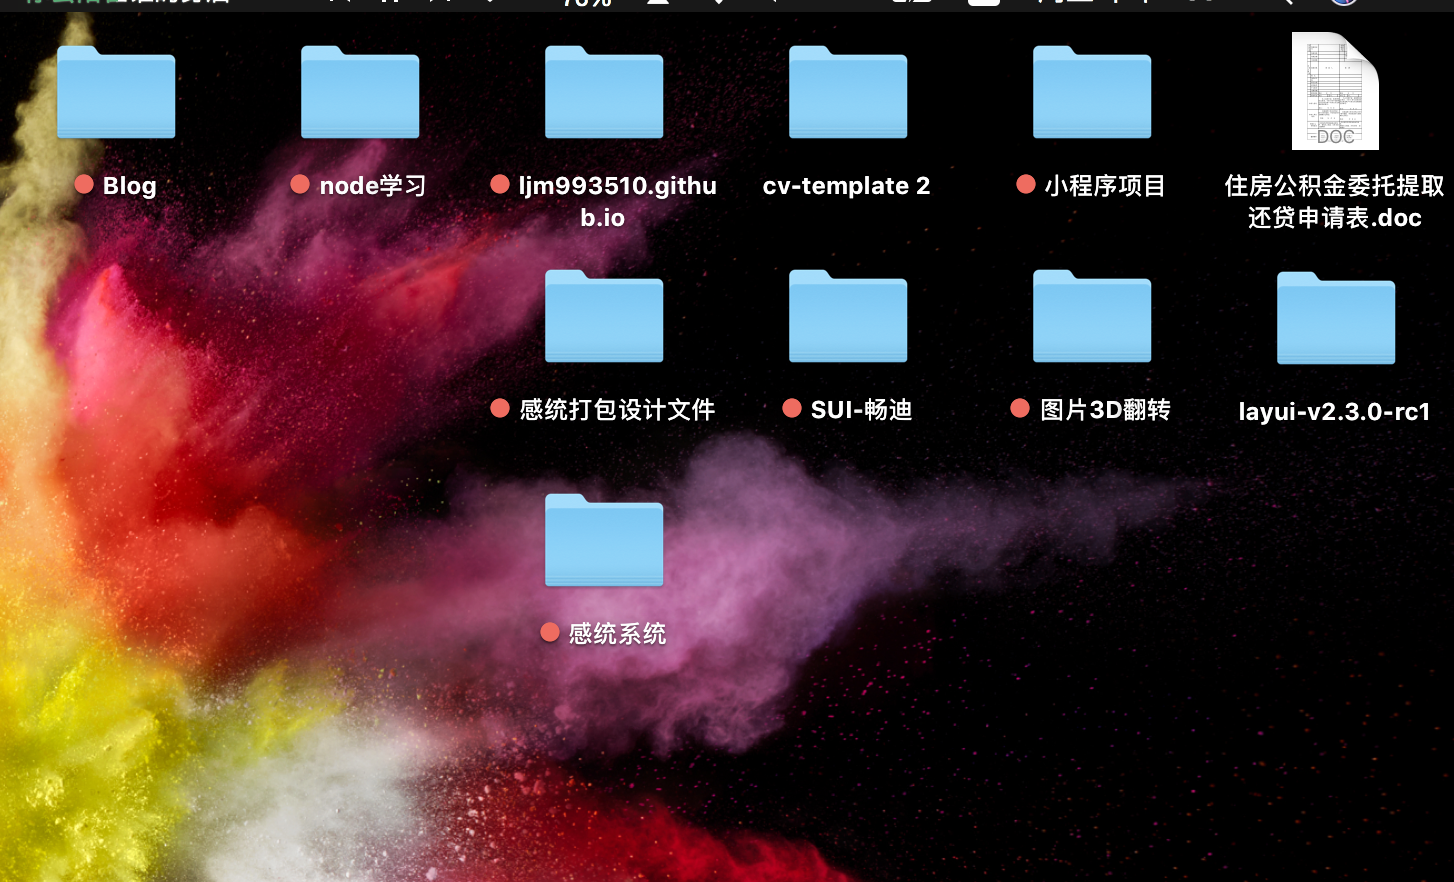 Blog
node学习
ljm993510.githu
b.io
cv-template 2
小程序项目
DOC
住房公积金委托提取
还贷申请表.doc
感统打包设计文件
SUI-畅迪
图片3D翻转
layui-v2.3.0-rc1
感统系统